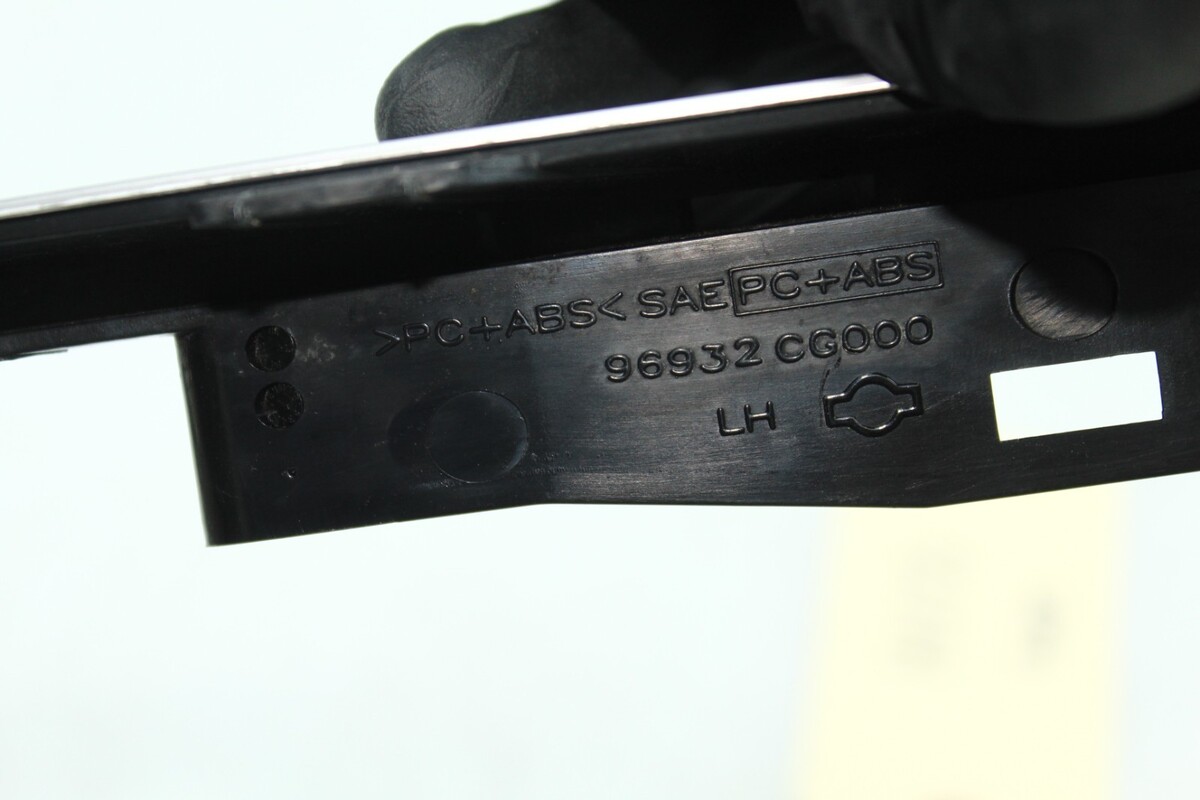 >PC+ABS< SAE PC+ABS
96932 CG000
LH